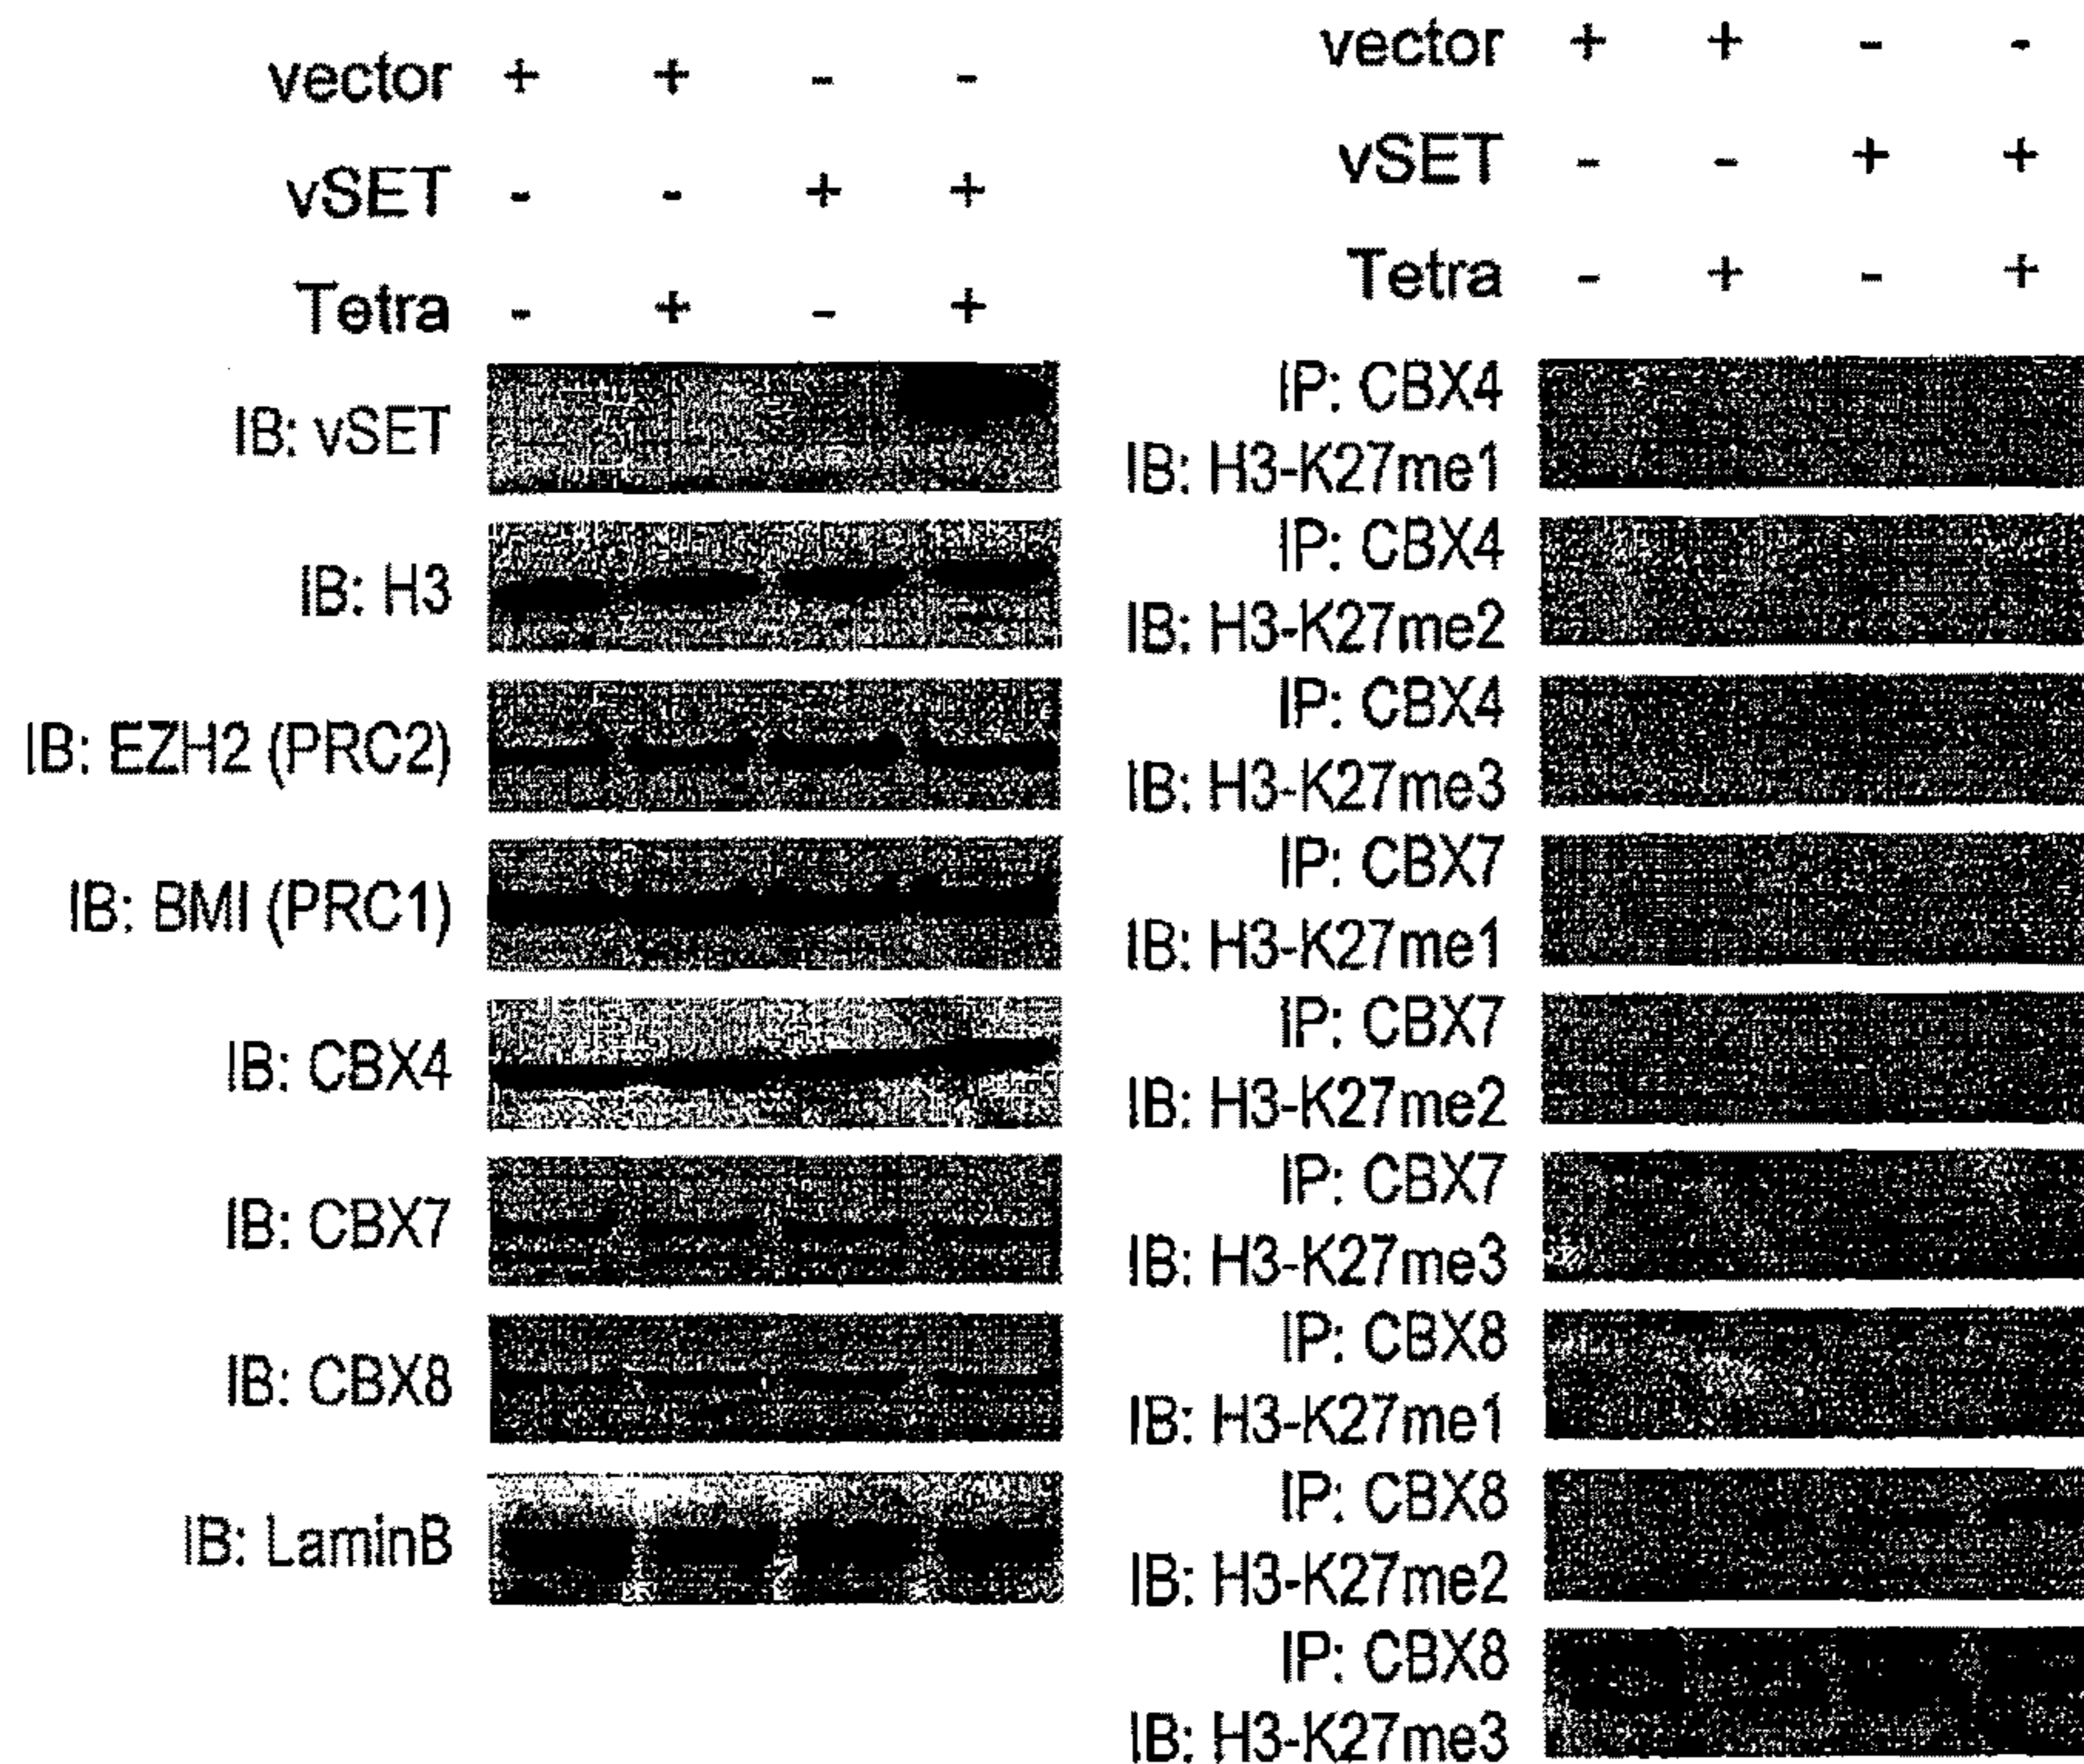 vector + + - -
vSET - - + +
Tetra - + - +
IB: vSET
IB: H3
IB: EZH2 (PRC2)
IB: BMI (PRC1)
IB: CBX4
IB: CBX7
IB: CBX8
IB: LaminB
vector + + - -
vSET - - + +
Tetra - + - +
IP: CBX4
IB: H3-K27me1
IP: CBX4
IB: H3-K27me2
IP: CBX4
IB: H3-K27me3
IP: CBX7
IB: H3-K27me1
IP: CBX7
IB: H3-K27me2
IP: CBX7
IB: H3-K27me3
IP: CBX8
IB: H3-K27me1
IP: CBX8
IB: H3-K27me2
IP: CBX8
IB: H3-K27me3